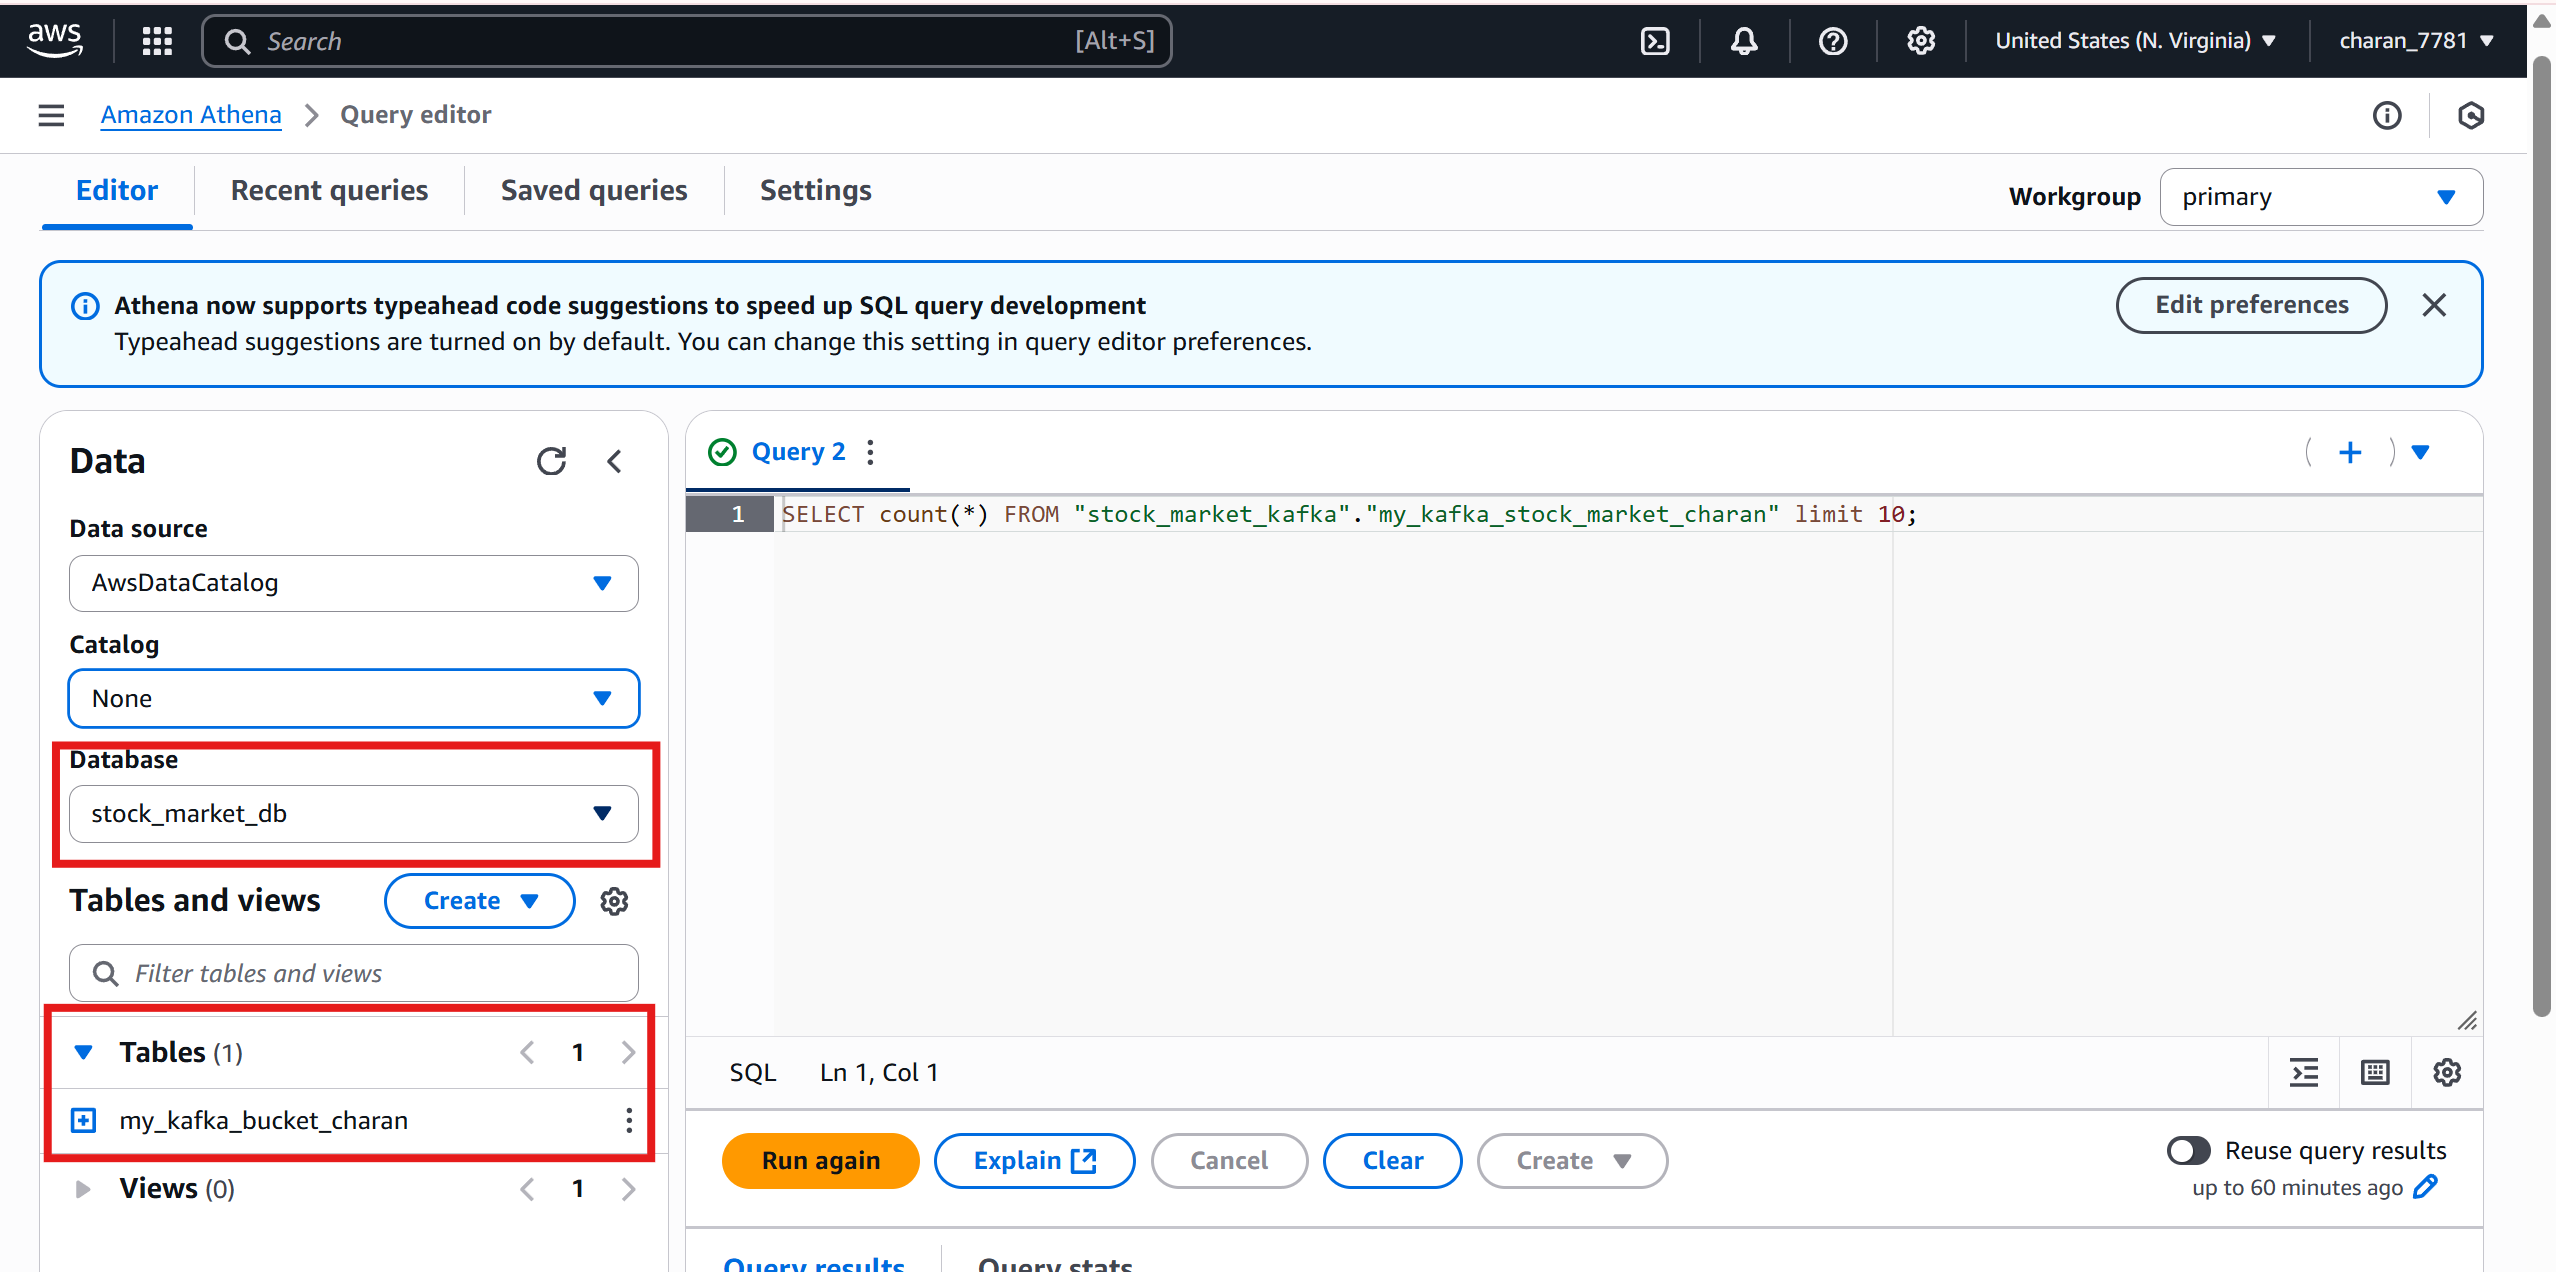 aws
Search [Alt+S]
United States (N. Virginia)
charan_7781
Amazon Athena
Query editor
Editor
Recent queries
Saved queries
Settings
Workgroup
primary
Athena now supports typeahead code suggestions to speed up SQL query development
Typeahead suggestions are turned on by default. You can change this setting in query editor preferences.
Edit preferences
Data
Data source
AwsDataCatalog
Catalog
None
Database
stock_market_db
Tables and views
Create
Filter tables and views
Tables (1)
1
my_kafka_bucket_charan
Views (0)
1
Query 2
1
SELECT count(*) FROM "stock_market_kafka"."my_kafka_stock_market_charan" limit 10;
SQL
Ln 1, Col 1
Run again
Explain
Cancel
Clear
Create
Reuse query results
up to 60 minutes ago
Query results
Query stats